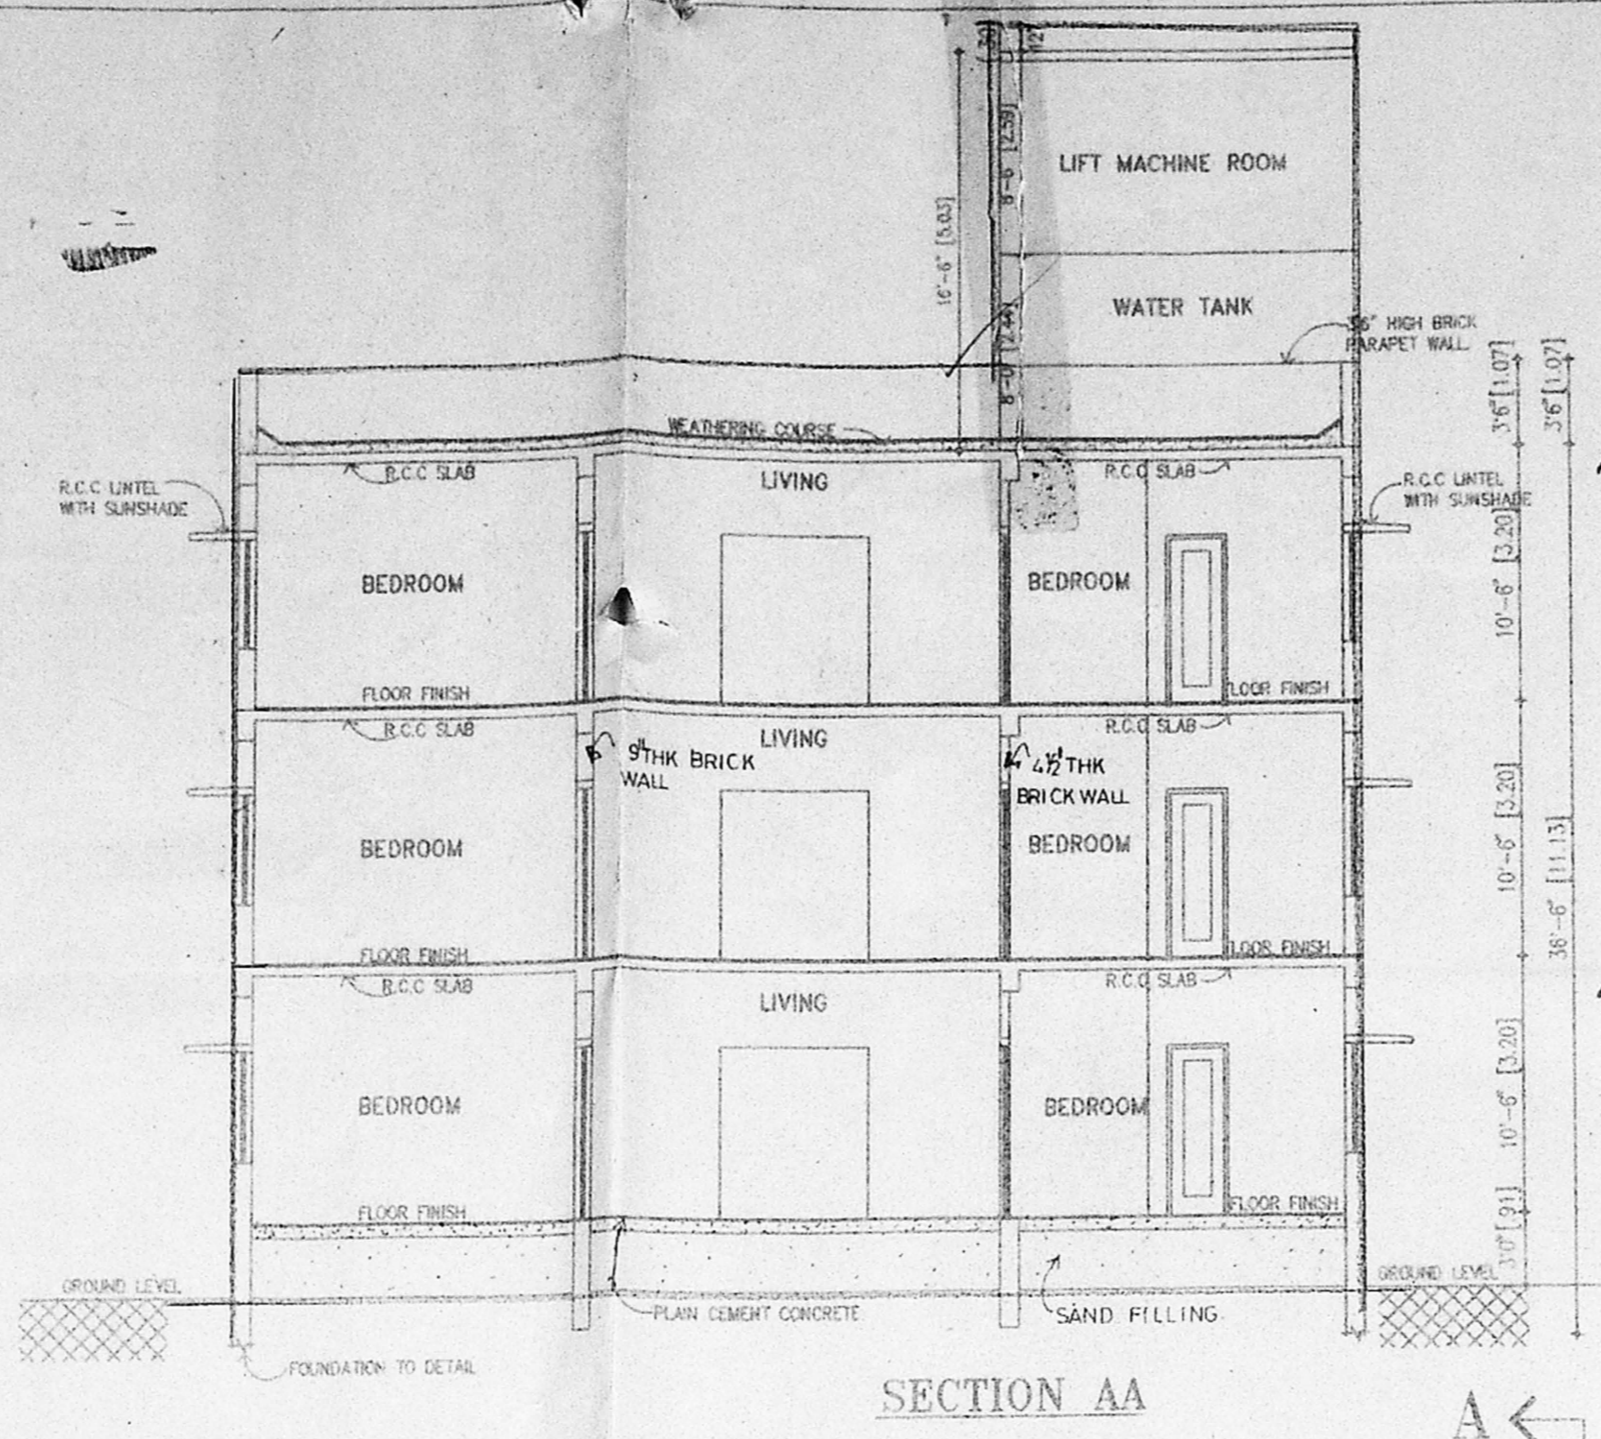 12"
LIFT MACHINE ROOM
8'-6" [2.59]
16'-6" [5.03]
WATER TANK
3'6" HIGH BRICK
PARAPET WALL
8'-0" [2.44]
3'6" [1.07]
3'6" [1.07]
WEATHERING COURSE
R.C.C SLAB
LIVING
R.C.C SLAB
R.C.C LINTEL
WITH SUNSHADE
R.C.C LINTEL
WITH SUNSHADE
10'-6" [3.20]
BEDROOM
BEDROOM
FLOOR FINISH
LOOR FINISH
R.C.C SLAB
LIVING
R.C.C SLAB
9" THK BRICK
WALL
4½" THK
BRICK WALL
10'-6" [3.20]
BEDROOM
BEDROOM
36'-6" [11.13]
FLOOR FINISH
LOOR FINISH
R.C.C SLAB
LIVING
R.C.C SLAB
10'-6" [3.20]
BEDROOM
BEDROOM
FLOOR FINISH
FLOOR FINISH
3'0" [91]
GROUND LEVEL
GROUND LEVEL
PLAIN CEMENT CONCRETE
SAND FILLING
FOUNDATION TO DETAIL
SECTION AA
A